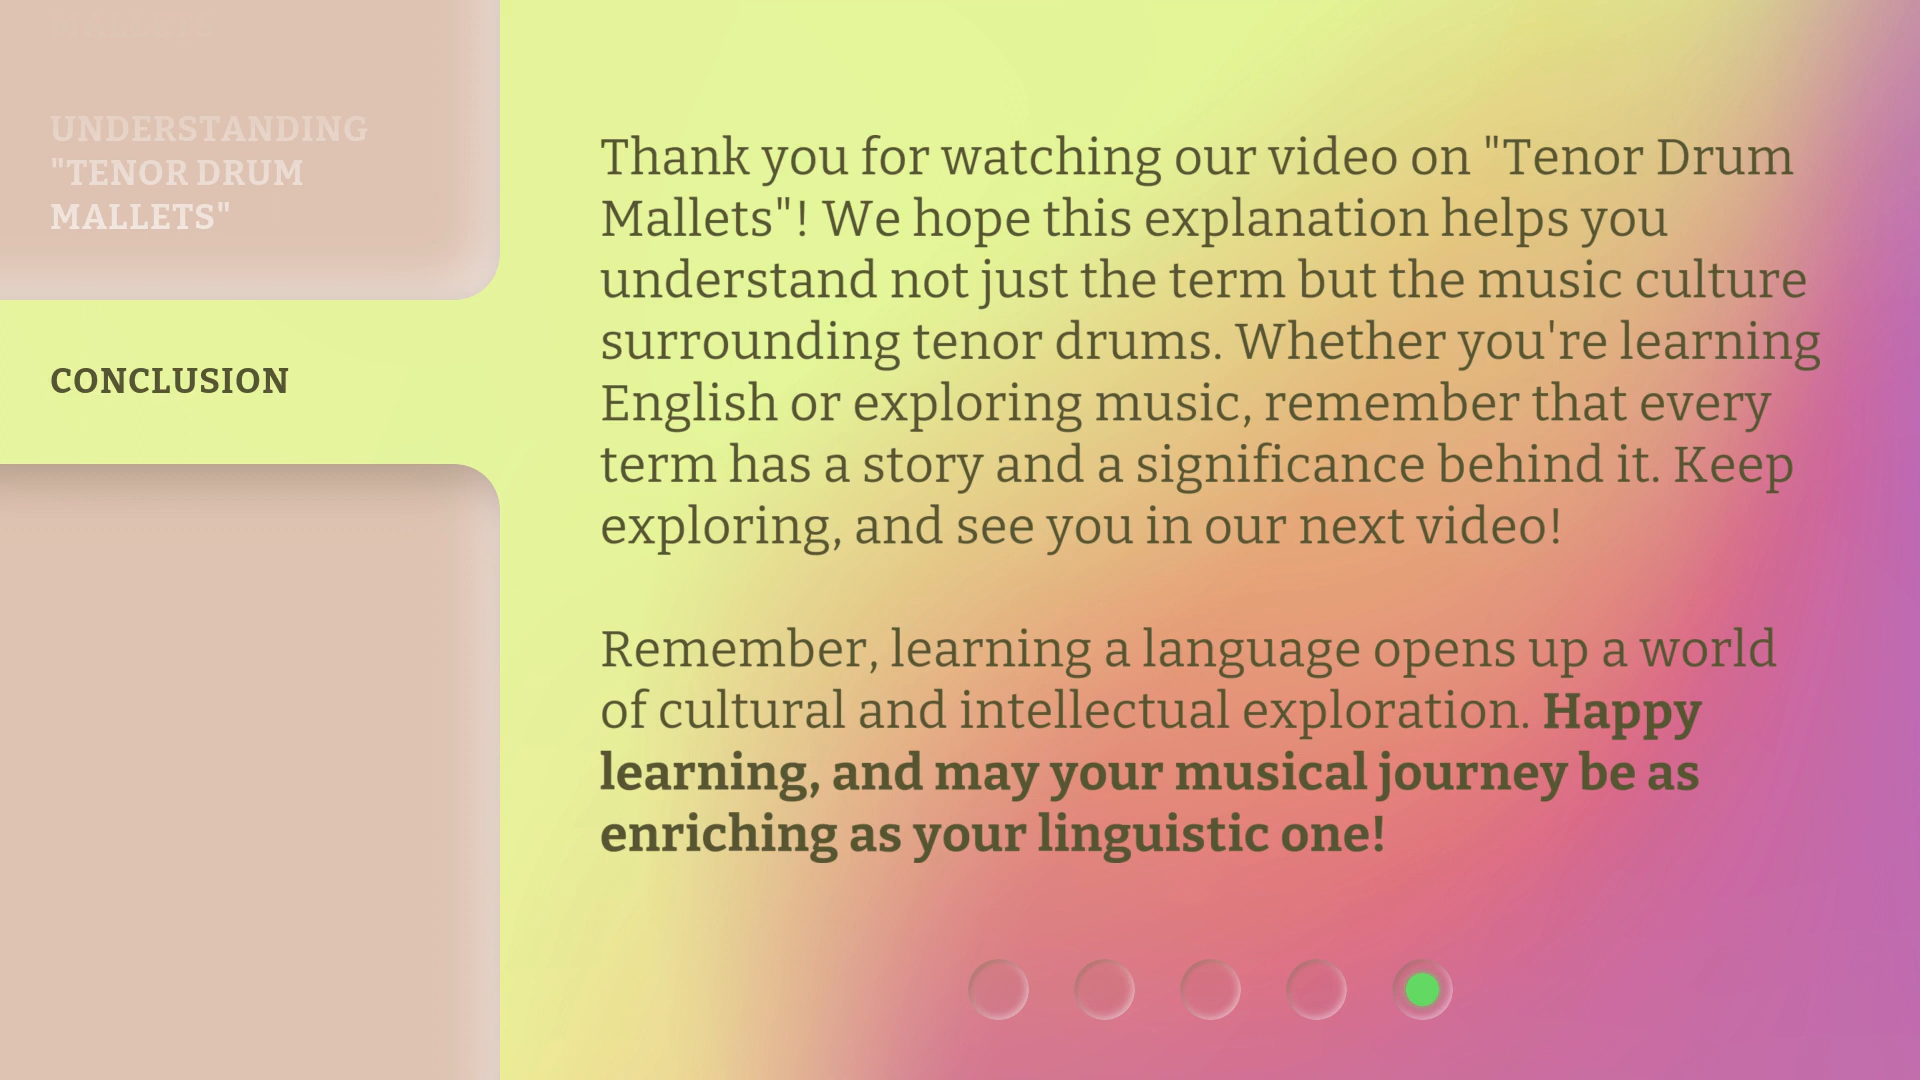 UNDERSTANDING
"TENOR DRUM
MALLETS"
CONCLUSION
Thank you for watching our video on "Tenor Drum
Mallets"! We hope this explanation helps you
understand not just the term but the music culture
surrounding tenor drums. Whether you're learning
English or exploring music, remember that every
term has a story and a significance behind it. Keep
exploring, and see you in our next video!
Remember, learning a language opens up a world
of cultural and intellectual exploration. Happy
learning, and may your musical journey be as
enriching as your linguistic one!